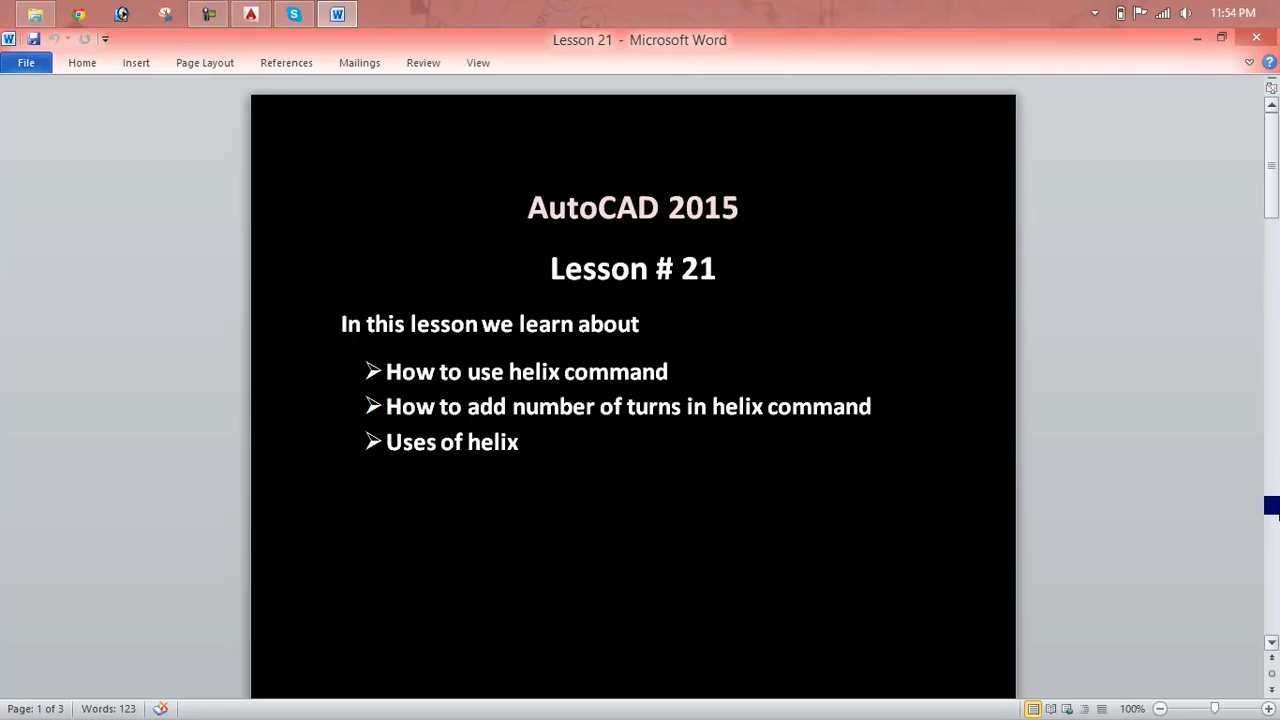 11:54 PM
Lesson 21 - Microsoft Word
File Home Insert Page Layout References Mailings Review View
AutoCAD 2015
Lesson # 21
In this lesson we learn about
How to use helix command
How to add number of turns in helix command
Uses of helix
Page: 1 of 3 Words: 123 100%